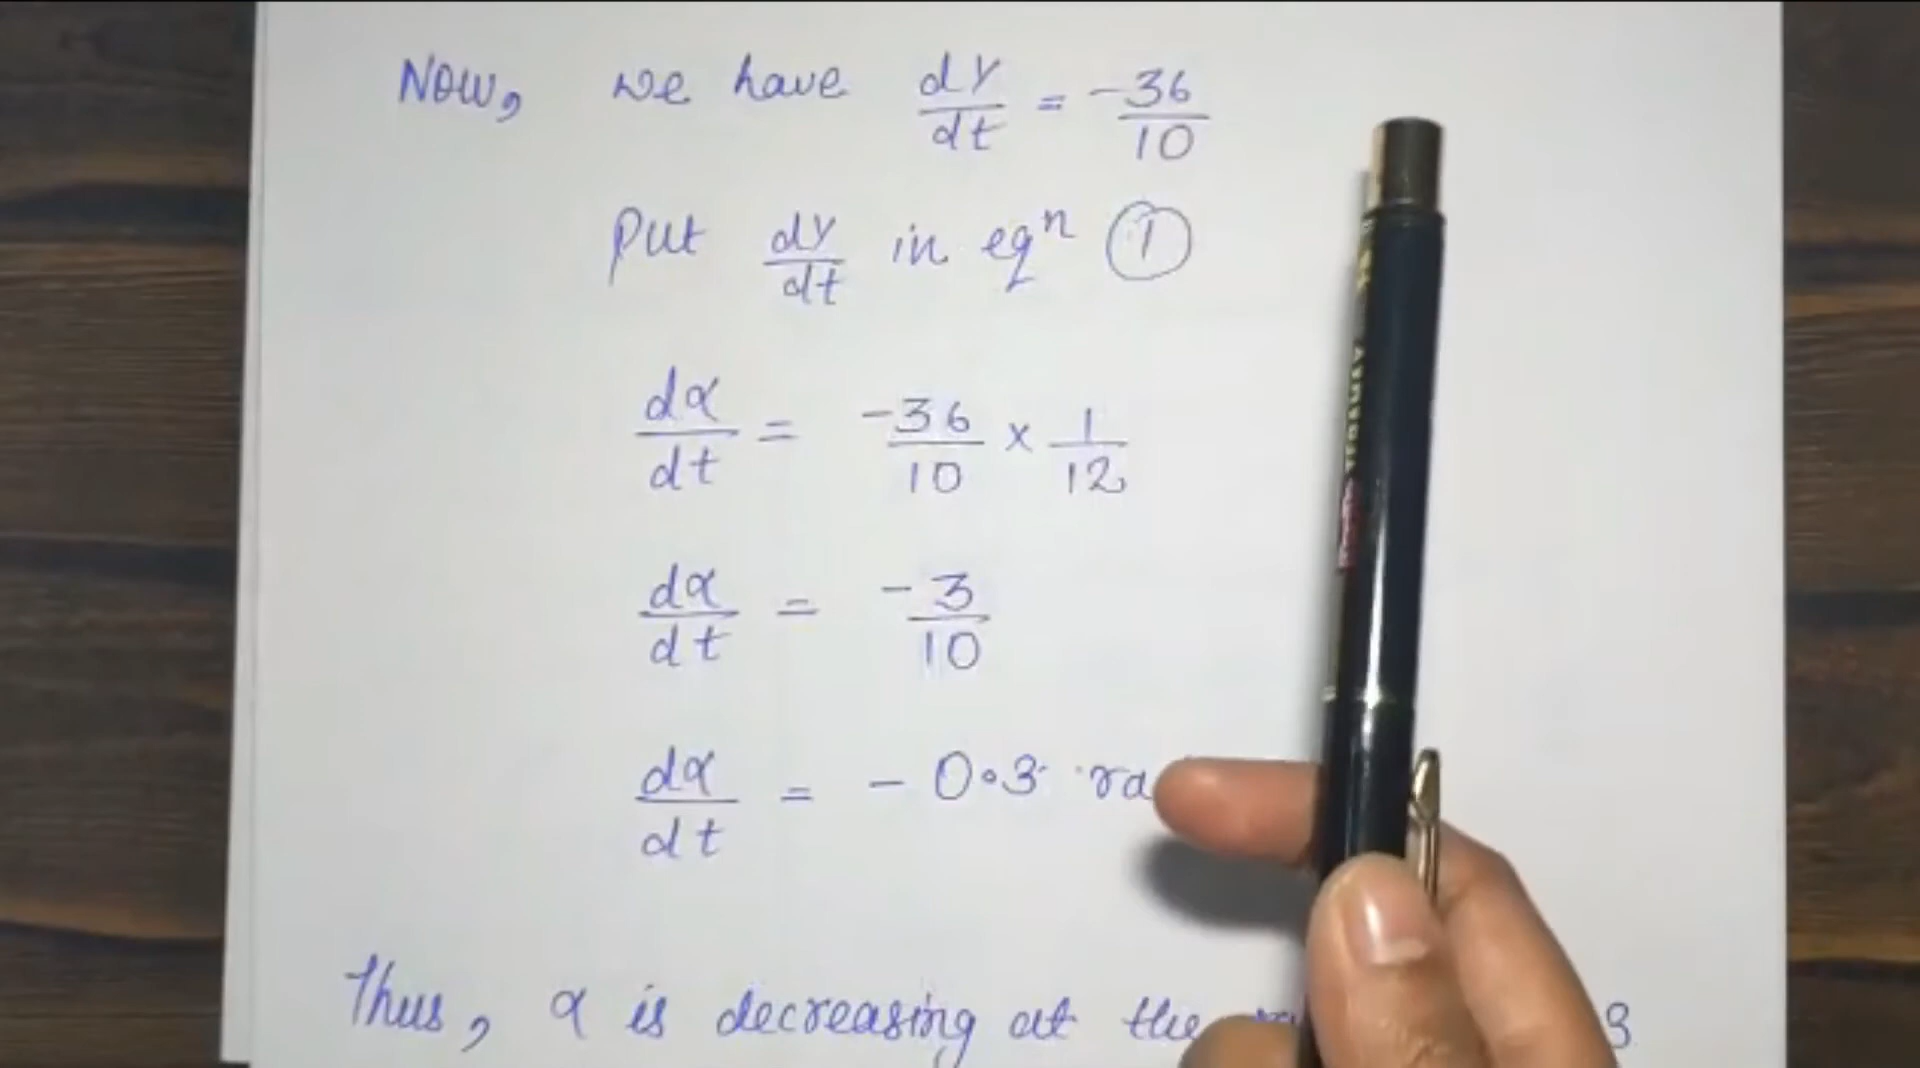 Now, we have dy/dt = -36/10
Put dy/dt in eqⁿ ①
dα/dt = -36/10 × 1/12
dα/dt = -3/10
dα/dt = - 0.3
Thus, α is decreasing at the